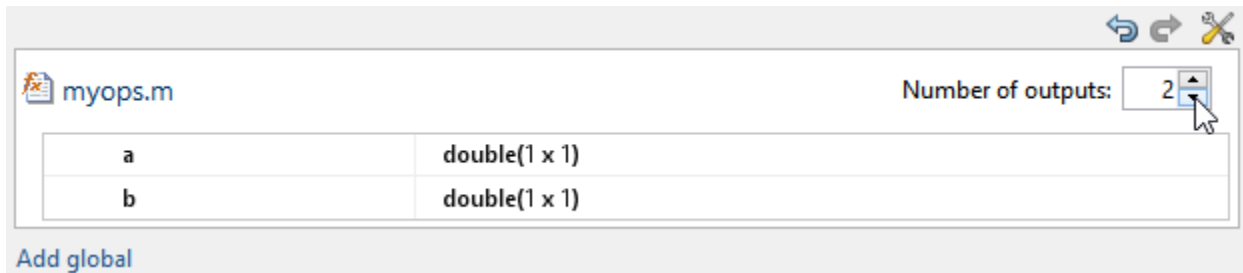 myops.m Number of outputs: 2
a double(1 x 1)
b double(1 x 1)
Add global